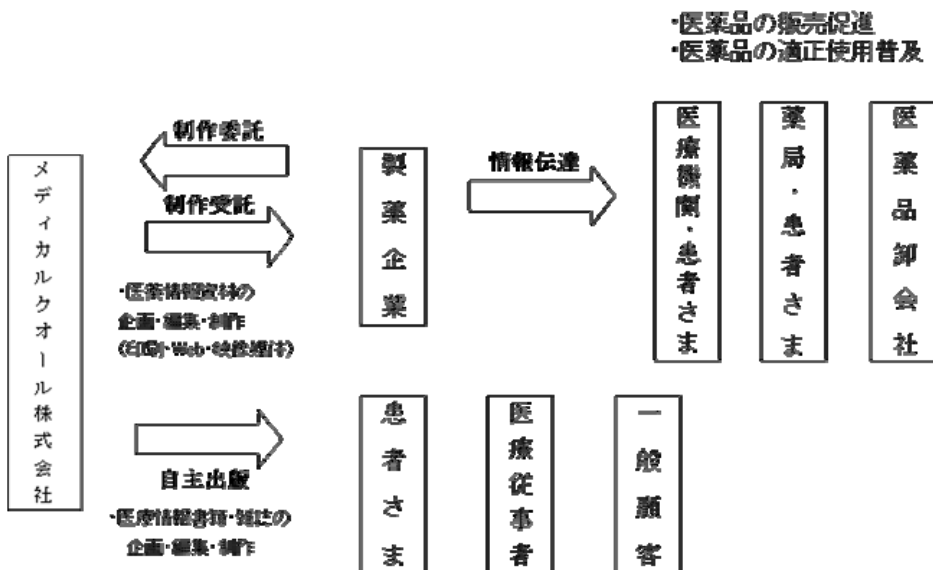 ・医薬品の販売促進
・医薬品の適正使用普及
メディカルクオール株式会社
制作委託
制作受託
・医薬情報資材の
企画・編集・制作
(印刷・Web・映像媒体)
製薬企業
情報伝達
医療機関・患者さま
薬局・患者さま
医薬品卸会社
自主出版
・医療情報書籍・雑誌の
企画・編集・制作
患者さま
医療従事者
一般顧客